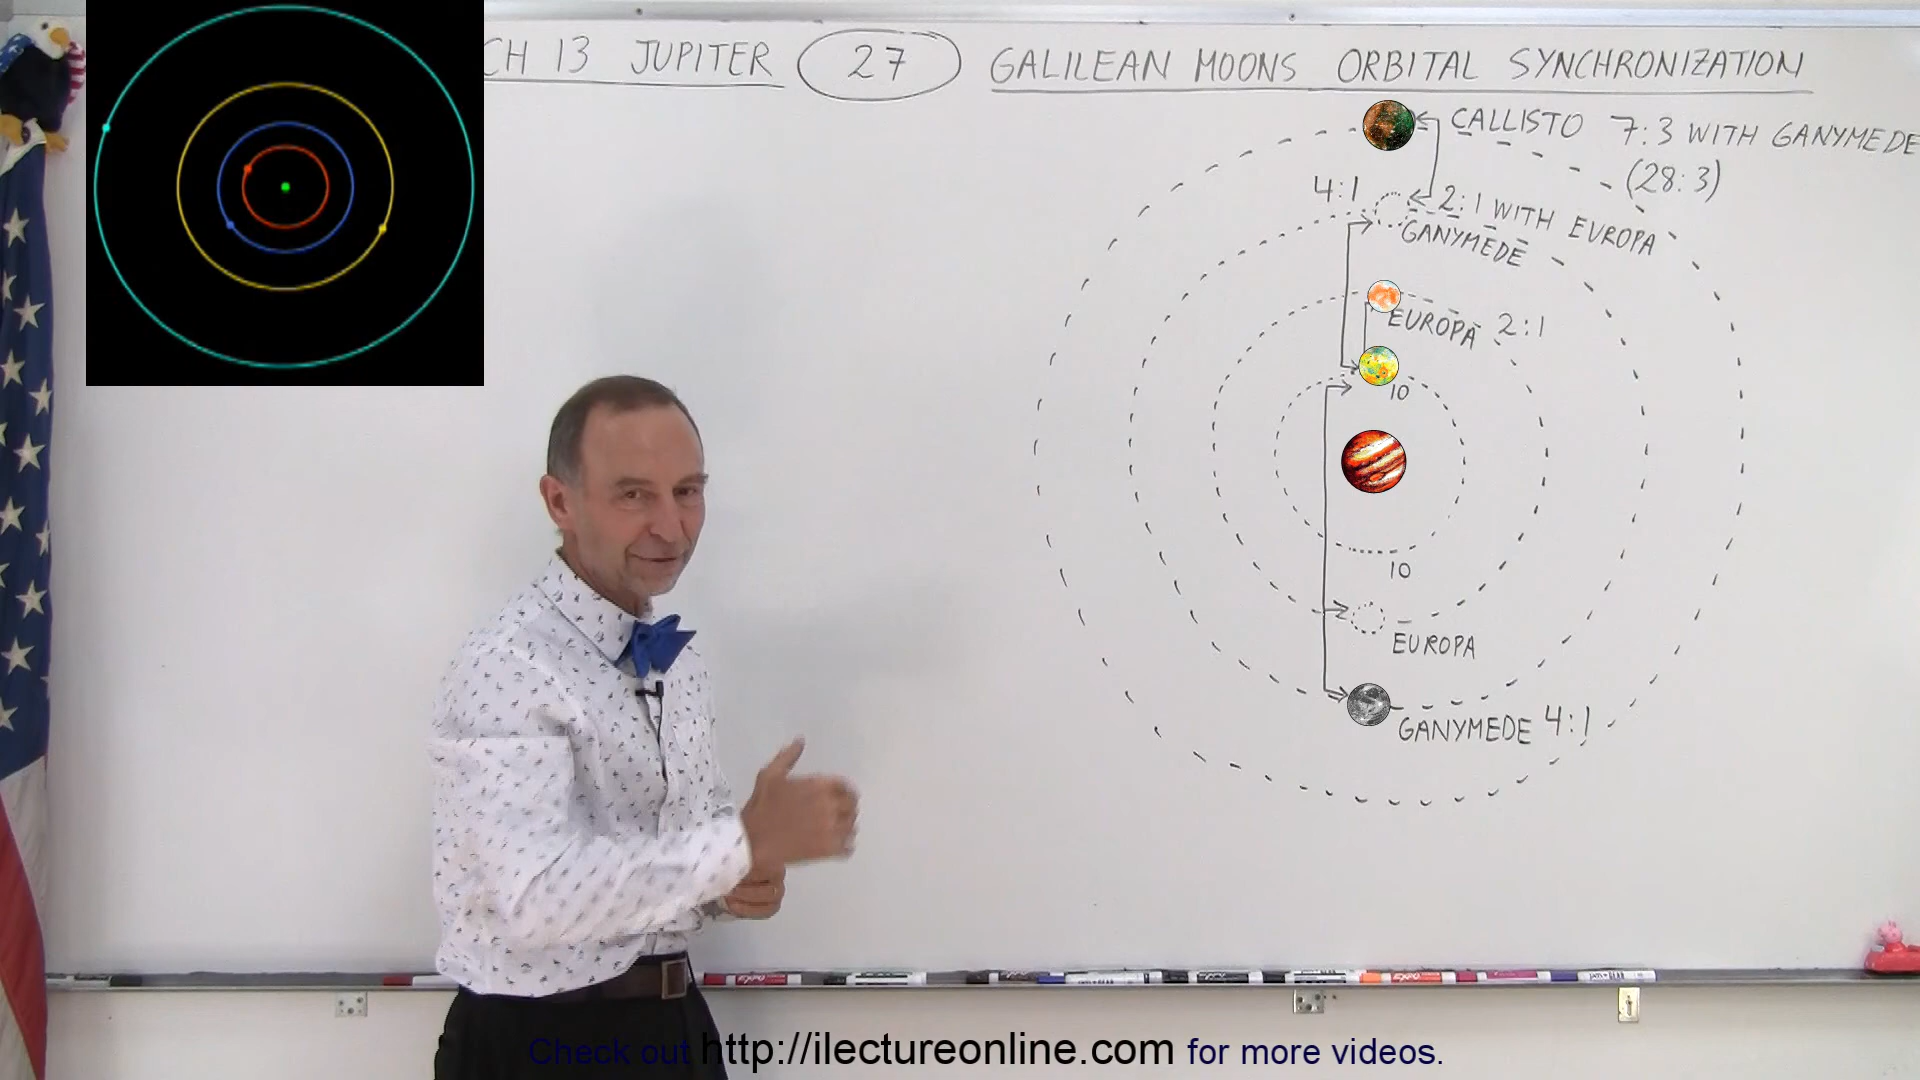 CH 13 JUPITER 27 GALILEAN MOONS ORBITAL SYNCHRONIZATION
CALLISTO 7:3 WITH GANYMEDE
(28:3)
4:1
2:1 WITH EUROPA
GANYMEDE
EUROPA 2:1
IO
IO
EUROPA
GANYMEDE 4:1
EXPO
EXPO
Check out http://ilectureonline.com for more videos.